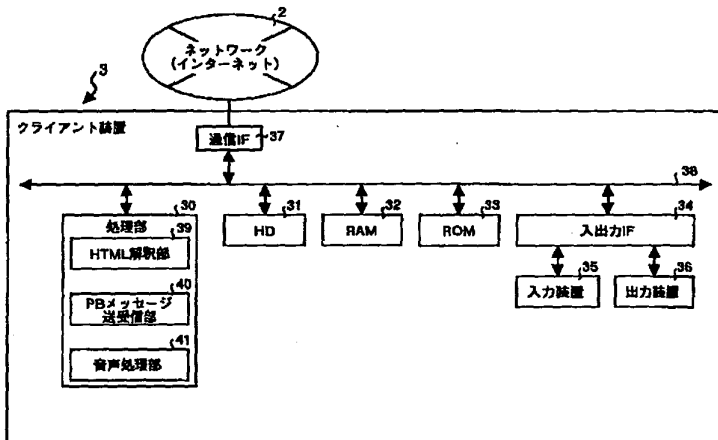 2
ネットワーク
(インターネット)
3
クライアント装置
通信IF
37
38
30
処理部
39
HTML解釈部
40
PBメッセージ
送受信部
41
音声処理部
31
HD
32
RAM
33
ROM
34
入出力IF
35
入力装置
36
出力装置